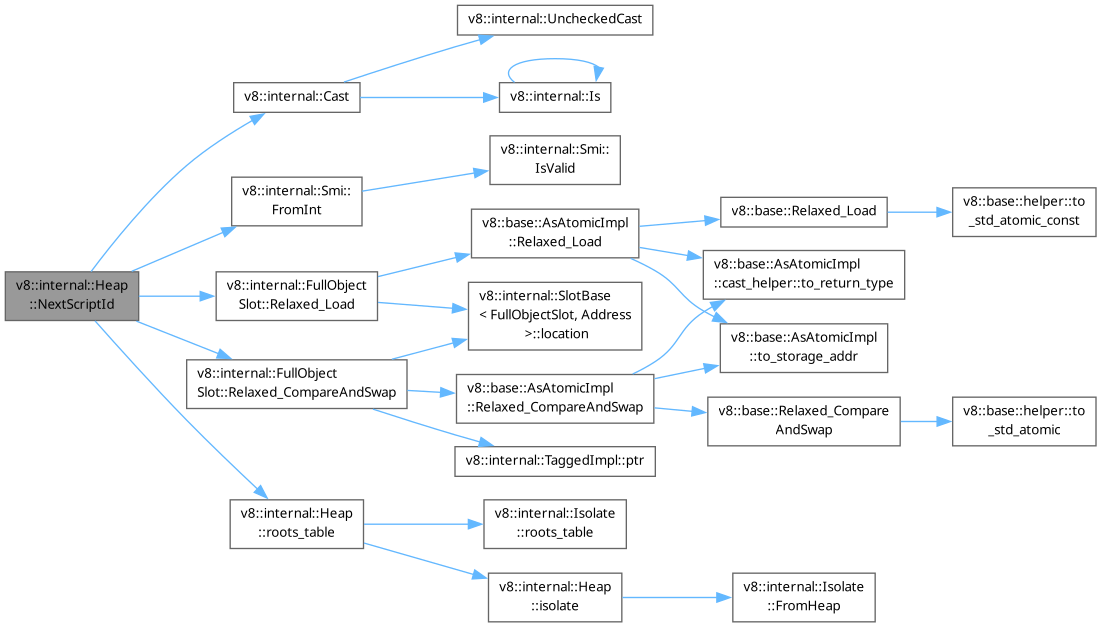 v8::internal::UncheckedCast
v8::internal::Cast
v8::internal::Is
v8::internal::Smi::
IsValid
v8::internal::Smi::
FromInt
v8::base::AsAtomicImpl
::Relaxed_Load
v8::base::Relaxed_Load
v8::base::helper::to
_std_atomic_const
v8::internal::Heap
::NextScriptId
v8::internal::FullObject
Slot::Relaxed_Load
v8::base::AsAtomicImpl
::cast_helper::to_return_type
v8::internal::SlotBase
< FullObjectSlot, Address
>::location
v8::base::AsAtomicImpl
::to_storage_addr
v8::internal::FullObject
Slot::Relaxed_CompareAndSwap
v8::base::AsAtomicImpl
::Relaxed_CompareAndSwap
v8::base::Relaxed_Compare
AndSwap
v8::base::helper::to
_std_atomic
v8::internal::TaggedImpl::ptr
v8::internal::Heap
::roots_table
v8::internal::Isolate
::roots_table
v8::internal::Heap
::isolate
v8::internal::Isolate
::FromHeap